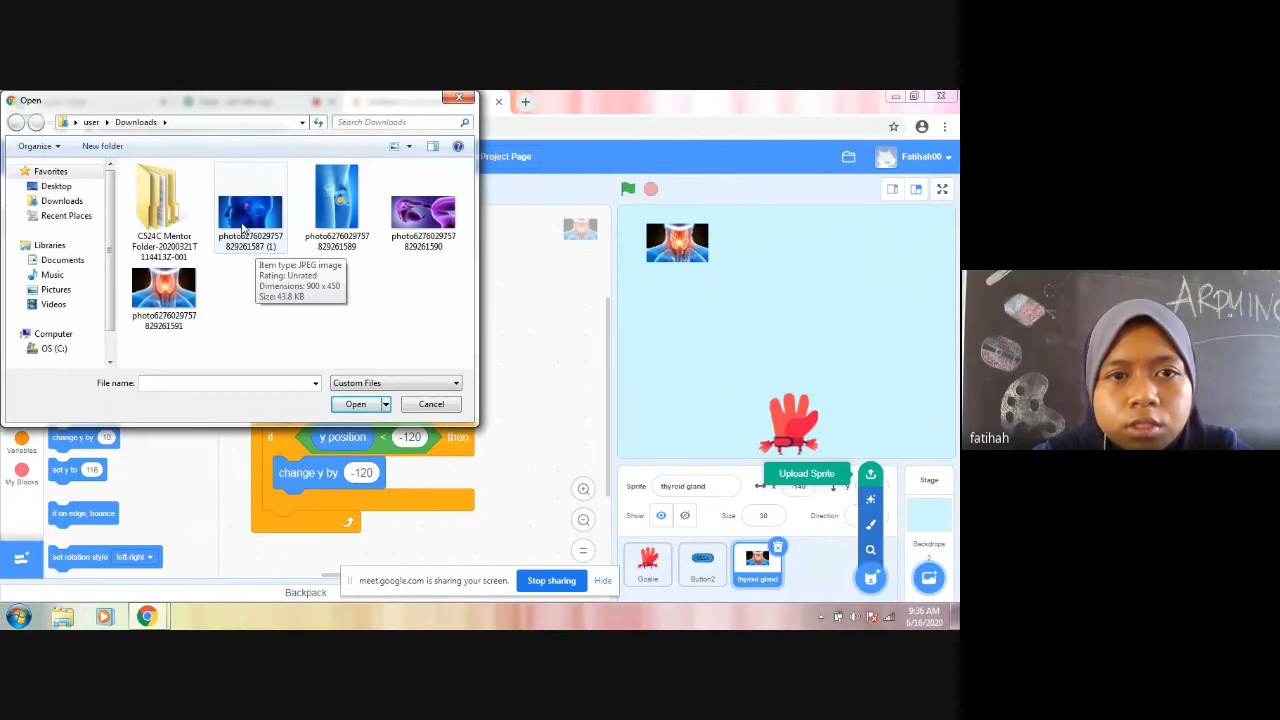 Open
user
Downloads
Search Downloads
Organize
New folder
Favorites
Desktop
Downloads
Recent Places
Libraries
Documents
Music
Pictures
Videos
Computer
OS (C:)
C524C Mentor
Folder-20200321T
114413Z-001
photo6276029757
829261587 (1)
photo6276029757
829261589
photo6276029757
829261590
photo6276029757
829261591
Item type: JPEG image
Rating: Unrated
Dimensions: 900 x 450
Size: 43.8 KB
File name:
Custom Files
Open
Cancel
Project Page
Fatihah00
Variables
My Blocks
change y by 10
set y to 116
if on edge, bounce
set rotation style left-right
if y position < -120 then
change y by -120
Upload Sprite
Sprite thyroid gland x -140 y
Show Size 30 Direction
Goalie
Button2
thyroid gland
Stage
Backdrops
2
Backpack
meet.google.com is sharing your screen.
Stop sharing
Hide
9:36 AM
6/16/2020
ARDUINO
fatihah